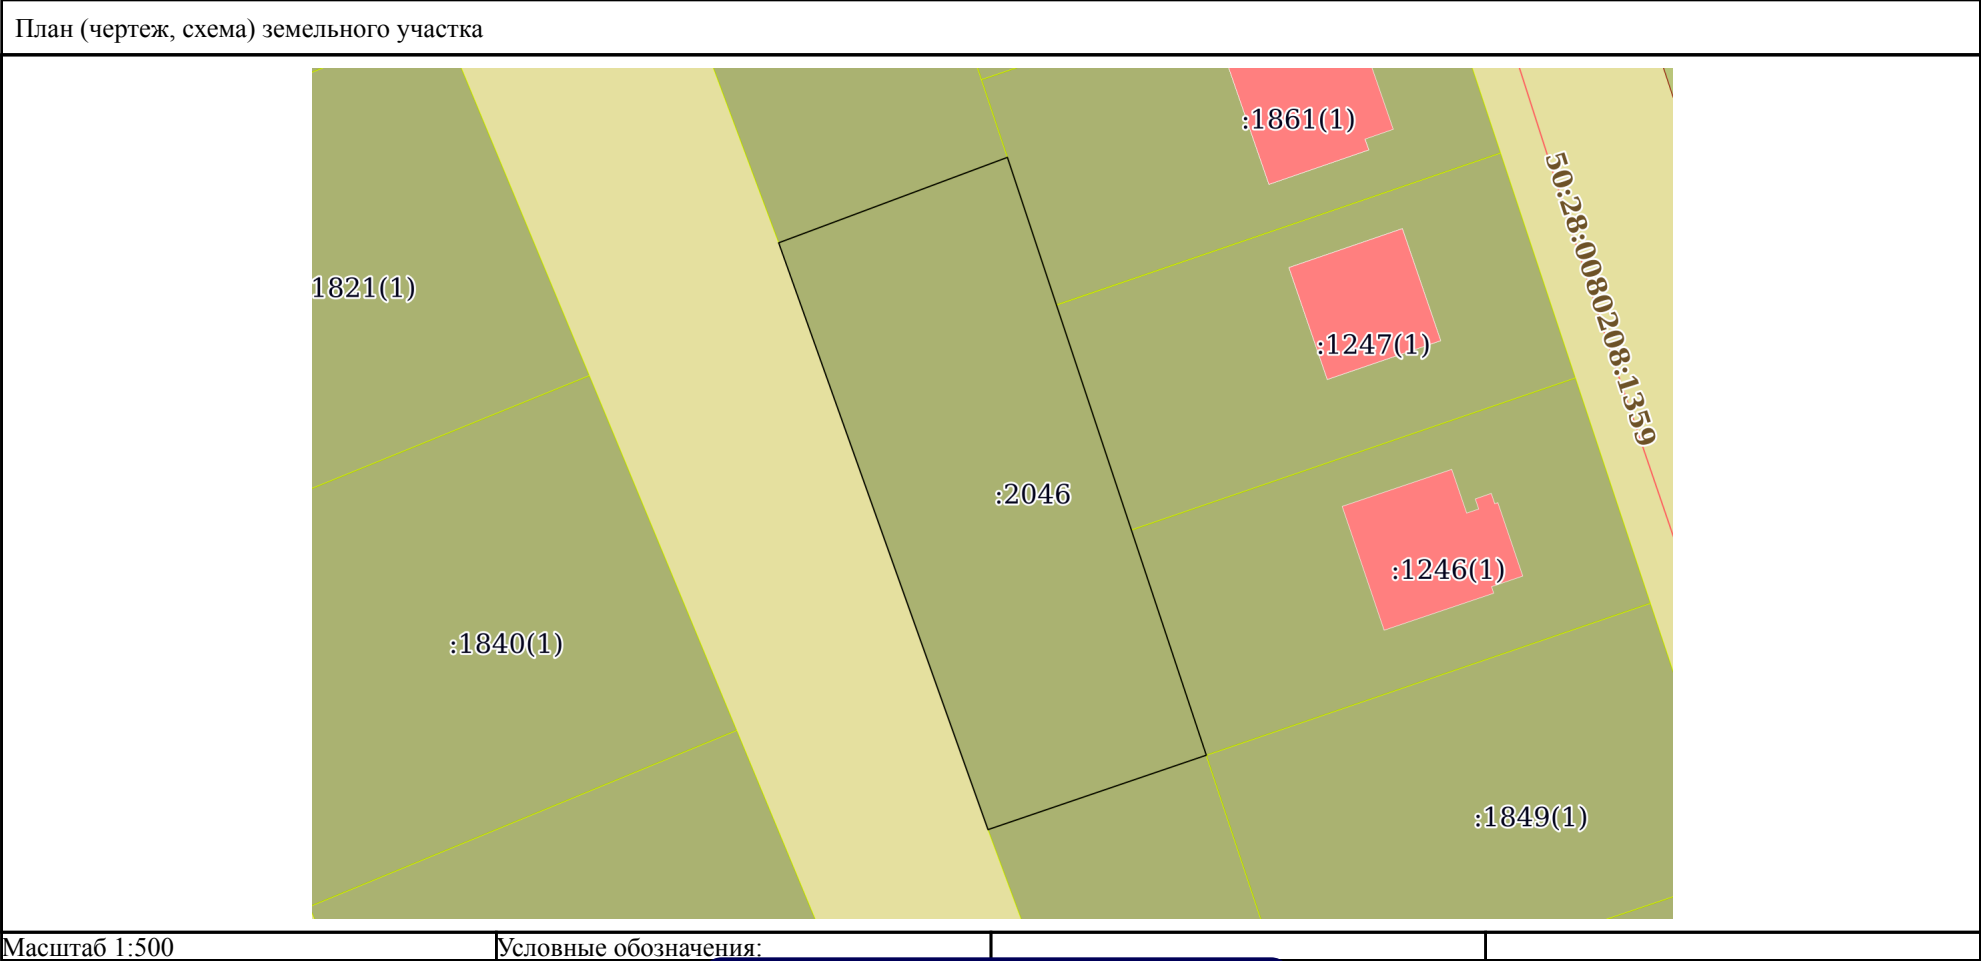 План (чертеж, схема) земельного участка
:1861(1)
50:28:0080208:1359
1821(1)
:1247(1)
:2046
:1246(1)
:1840(1)
:1849(1)
Масштаб 1:500
Условные обозначения: